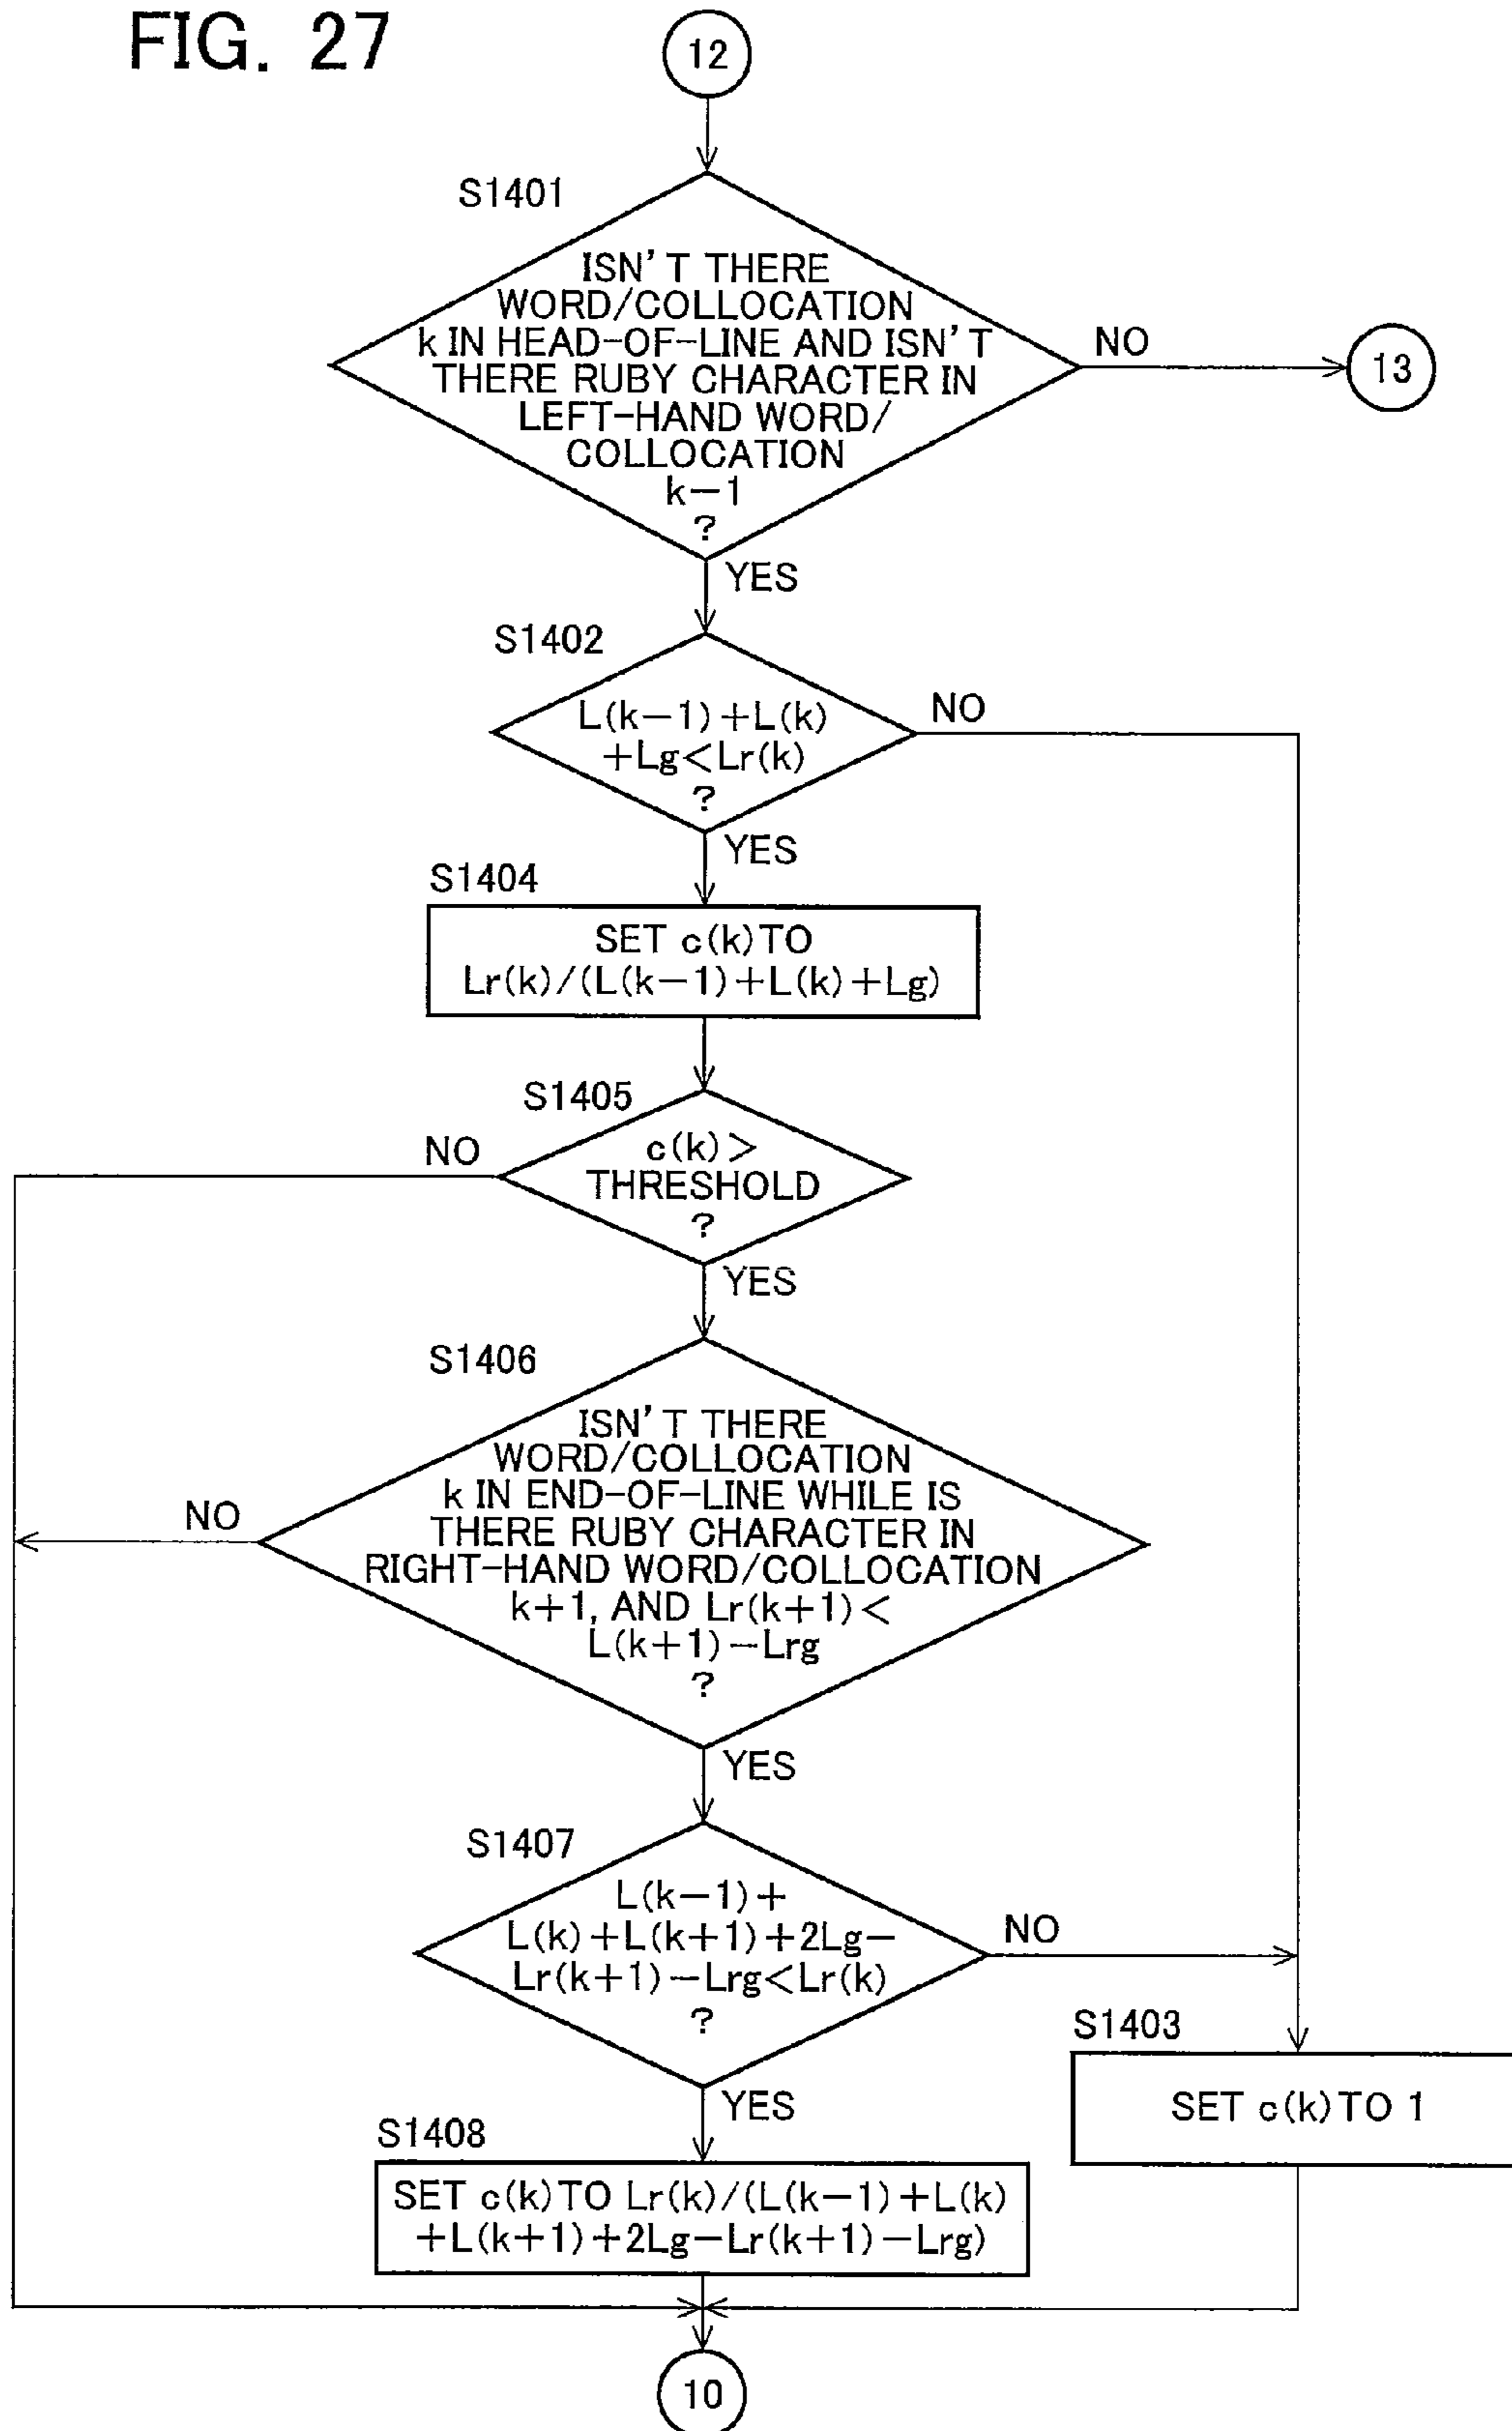 FIG. 27
12
S1401
ISN'T THERE
WORD/COLLOCATION
k IN HEAD-OF-LINE AND ISN'T
THERE RUBY CHARACTER IN
LEFT-HAND WORD/
COLLOCATION
k-1
?
NO
13
YES
S1402
L(k-1)+L(k)
+Lg<Lr(k)
?
NO
YES
S1404
SET c(k) TO
Lr(k)/(L(k-1)+L(k)+Lg)
S1405
NO
c(k)>
THRESHOLD
?
YES
S1406
ISN'T THERE
WORD/COLLOCATION
k IN END-OF-LINE WHILE IS
THERE RUBY CHARACTER IN
RIGHT-HAND WORD/COLLOCATION
k+1, AND Lr(k+1)<
L(k+1)-Lrg
?
NO
YES
S1407
L(k-1)+
L(k)+L(k+1)+2Lg-
Lr(k+1)-Lrg<Lr(k)
?
NO
S1403
SET c(k) TO 1
YES
S1408
SET c(k) TO Lr(k)/(L(k-1)+L(k)
+L(k+1)+2Lg-Lr(k+1)-Lrg)
10